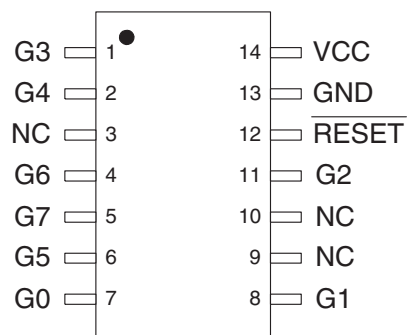 G3 1 14 VCC
G4 2 13 GND
NC 3 12 RESET
G6 4 11 G2
G7 5 10 NC
G5 6 9 NC
G0 7 8 G1